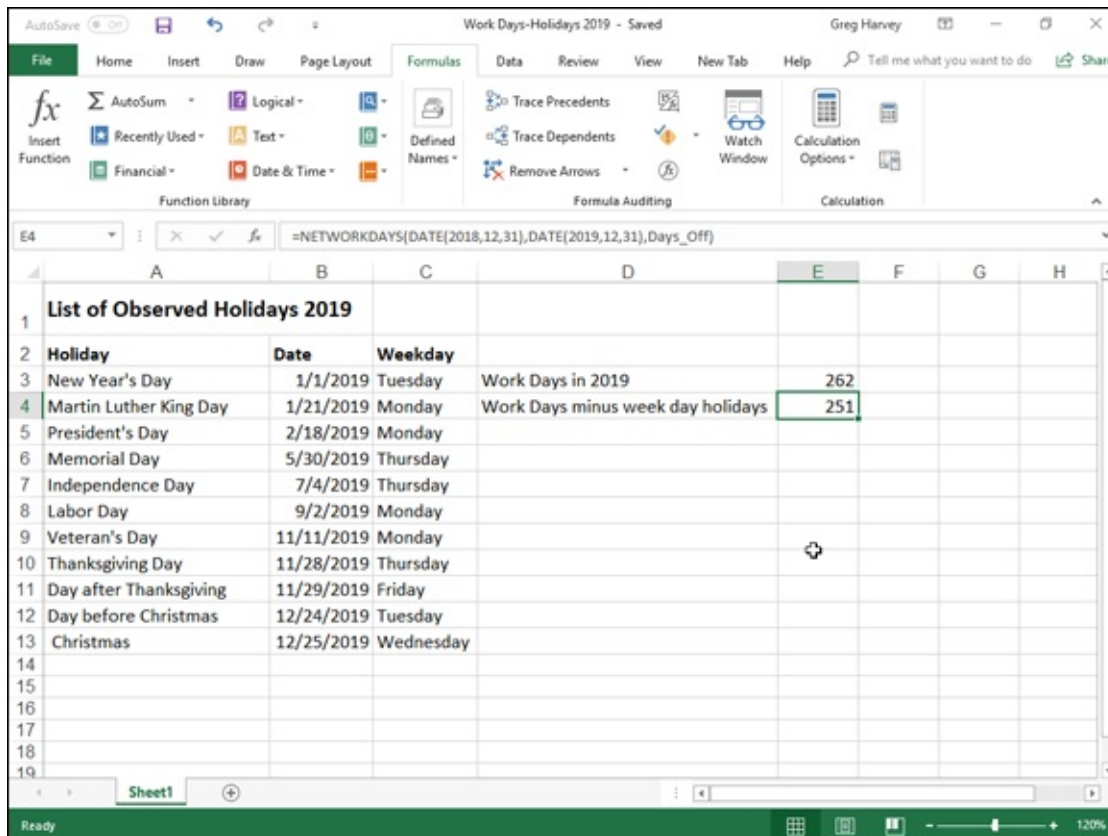 AutoSave Off Work Days-Holidays 2019 - Saved Greg Harvey
File Home Insert Draw Page Layout Formulas Data Review View New Tab Help Tell me what you want to do Shar
fx Insert Function
Σ AutoSum
Recently Used
Financial
Logical
Text
Date & Time
Function Library
Defined Names
Trace Precedents
Trace Dependents
Remove Arrows
fx
Formula Auditing
Watch Window
Calculation Options
Calculation
E4 fx =NETWORKDAYS(DATE(2018,12,31),DATE(2019,12,31),Days_Off)
A B C D E F G H
1 List of Observed Holidays 2019
2 Holiday Date Weekday
3 New Year's Day 1/1/2019 Tuesday Work Days in 2019 262
4 Martin Luther King Day 1/21/2019 Monday Work Days minus week day holidays 251
5 President's Day 2/18/2019 Monday
6 Memorial Day 5/30/2019 Thursday
7 Independence Day 7/4/2019 Thursday
8 Labor Day 9/2/2019 Monday
9 Veteran's Day 11/11/2019 Monday
10 Thanksgiving Day 11/28/2019 Thursday
11 Day after Thanksgiving 11/29/2019 Friday
12 Day before Christmas 12/24/2019 Tuesday
13 Christmas 12/25/2019 Wednesday
14
15
16
17
18
19
Sheet1
Ready 120%